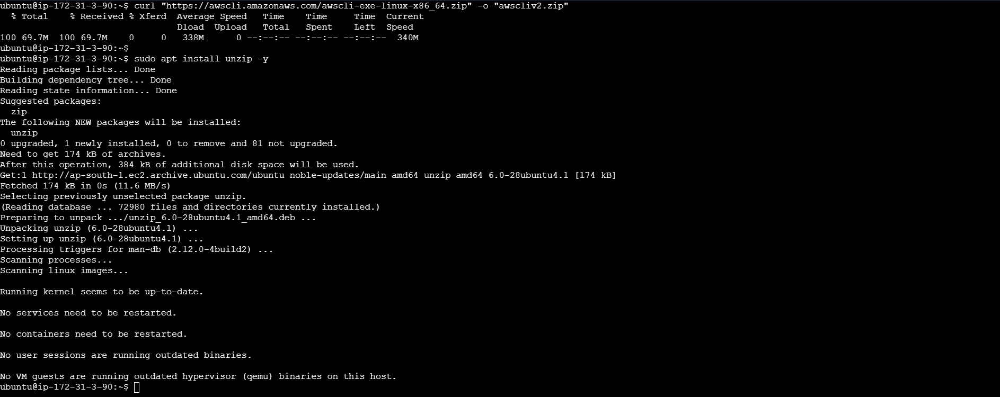 ubuntu@ip-172-31-3-90:~$ curl "https://awscli.amazonaws.com/awscli-exe-linux-x86_64.zip" -o "awscliv2.zip"
  % Total    % Received % Xferd  Average Speed   Time    Time     Time  Current
                                 Dload  Upload   Total   Spent    Left  Speed
100 69.7M  100 69.7M    0     0   338M      0 --:--:-- --:--:-- --:--:--  340M
ubuntu@ip-172-31-3-90:~$
ubuntu@ip-172-31-3-90:~$ sudo apt install unzip -y
Reading package lists... Done
Building dependency tree... Done
Reading state information... Done
Suggested packages:
  zip
The following NEW packages will be installed:
  unzip
0 upgraded, 1 newly installed, 0 to remove and 81 not upgraded.
Need to get 174 kB of archives.
After this operation, 384 kB of additional disk space will be used.
Get:1 http://ap-south-1.ec2.archive.ubuntu.com/ubuntu noble-updates/main amd64 unzip amd64 6.0-28ubuntu4.1 [174 kB]
Fetched 174 kB in 0s (11.6 MB/s)
Selecting previously unselected package unzip.
(Reading database ... 72980 files and directories currently installed.)
Preparing to unpack .../unzip_6.0-28ubuntu4.1_amd64.deb ...
Unpacking unzip (6.0-28ubuntu4.1) ...
Setting up unzip (6.0-28ubuntu4.1) ...
Processing triggers for man-db (2.12.0-4build2) ...
Scanning processes...
Scanning linux images...

Running kernel seems to be up-to-date.

No services need to be restarted.

No containers need to be restarted.

No user sessions are running outdated binaries.

No VM guests are running outdated hypervisor (qemu) binaries on this host.
ubuntu@ip-172-31-3-90:~$